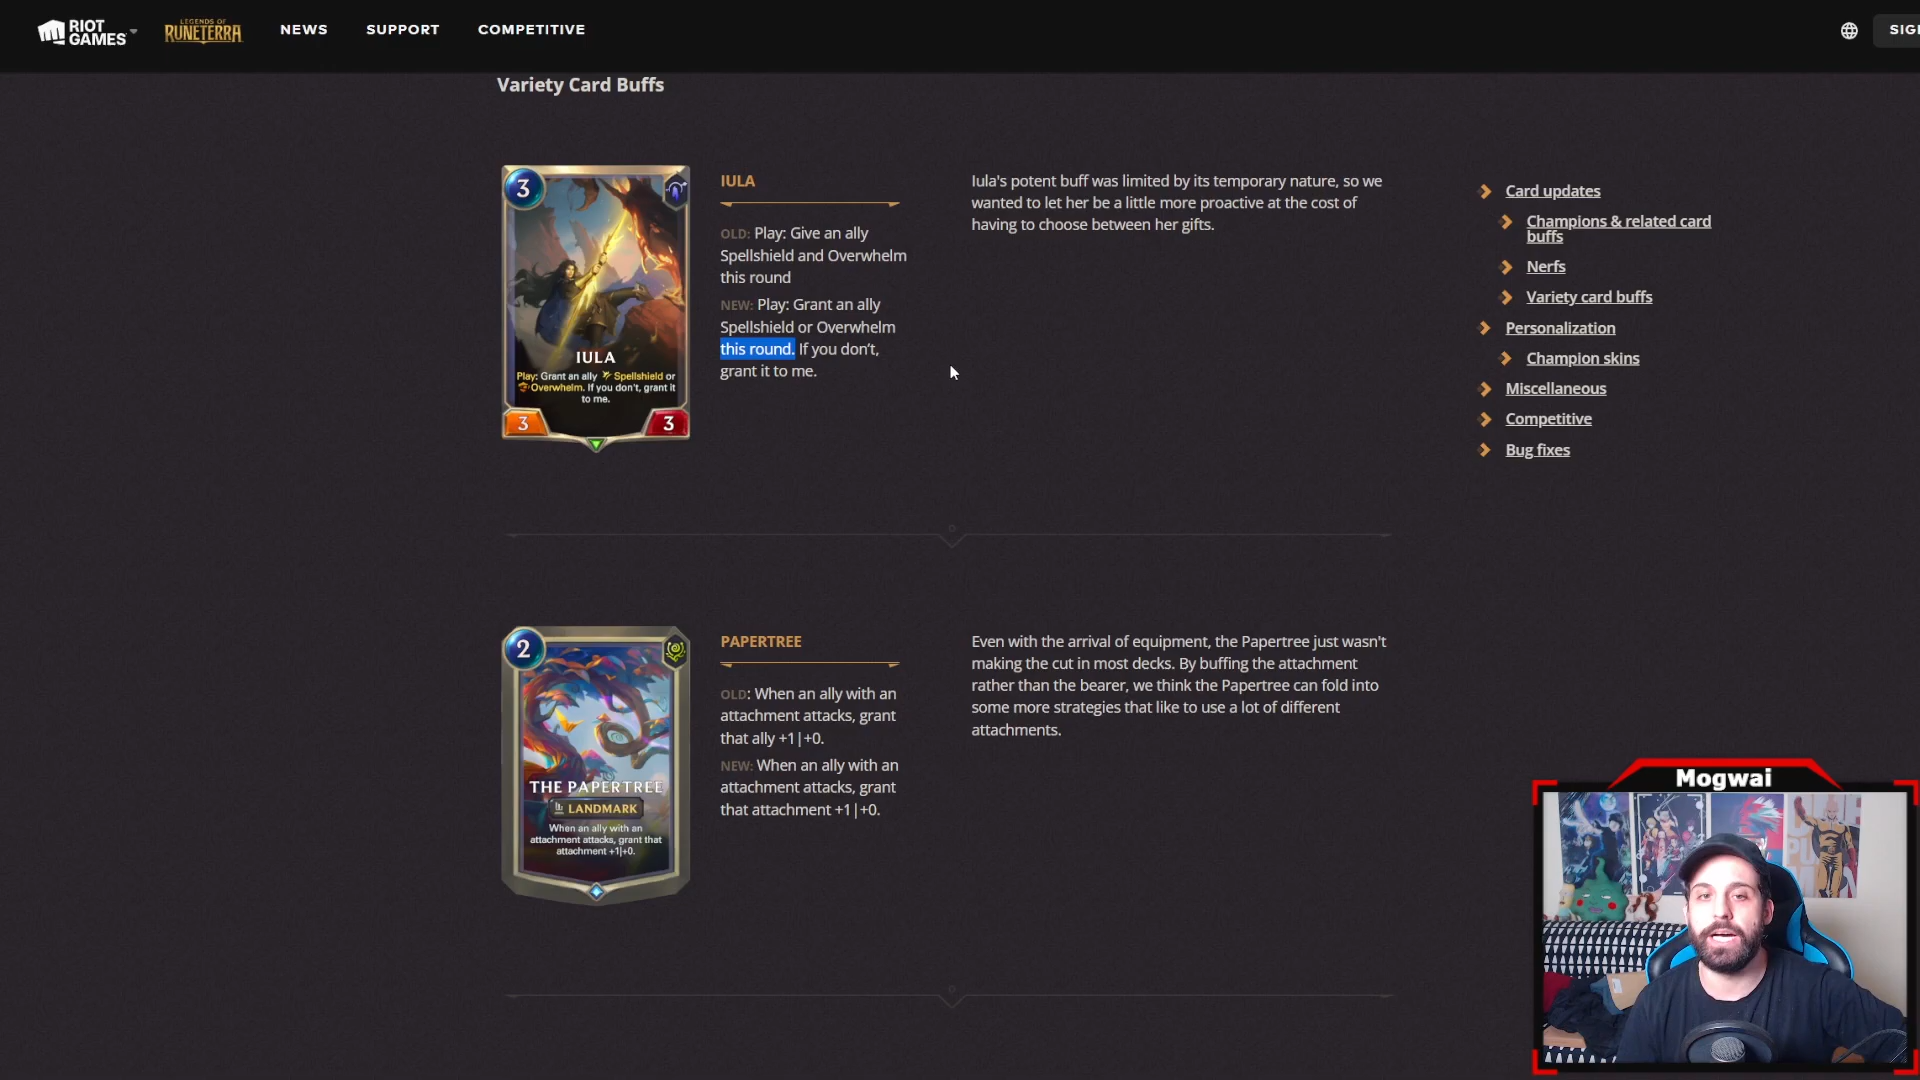 RIOT
GAMES
LEGENDS OF
RUNETERRA
NEWS
SUPPORT
COMPETITIVE
SIG
Variety Card Buffs
3
IULA
Play: Grant an ally Spellshield or
Overwhelm. If you don't, grant it
to me.
3
3
IULA
OLD: Play: Give an ally
Spellshield and Overwhelm
this round
NEW: Play: Grant an ally
Spellshield or Overwhelm
this round. If you don't,
grant it to me.
Iula's potent buff was limited by its temporary nature, so we
wanted to let her be a little more proactive at the cost of
having to choose between her gifts.
Card updates
Champions & related card
buffs
Nerfs
Variety card buffs
Personalization
Champion skins
Miscellaneous
Competitive
Bug fixes
2
THE PAPERTREE
LANDMARK
When an ally with an
attachment attacks, grant that
attachment +1|+0.
PAPERTREE
OLD: When an ally with an
attachment attacks, grant
that ally +1|+0.
NEW: When an ally with an
attachment attacks, grant
that attachment +1|+0.
Even with the arrival of equipment, the Papertree just wasn't
making the cut in most decks. By buffing the attachment
rather than the bearer, we think the Papertree can fold into
some more strategies that like to use a lot of different
attachments.
Mogwai